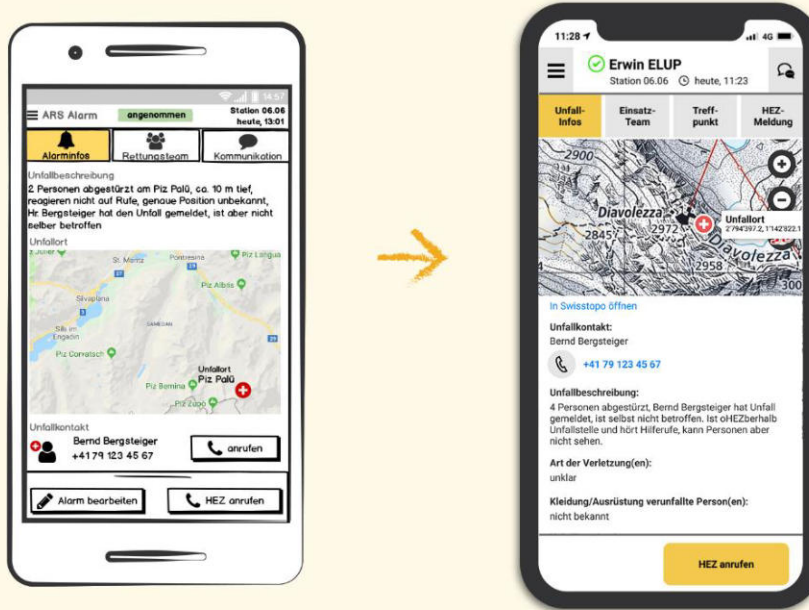 14:57
ARS Alarm
angenommen
Station 06.06
heute, 13:01
Alarminfos
Rettungsteam
Kommunikation
Unfallbeschreibung
2 Personen abgestürzt am Piz Palü, ca. 10 m tief,
reagieren nicht auf Rufe, genaue Position unbekannt,
Hr. Bergsteiger hat den Unfall gemeldet, ist aber nicht
selber betroffen
Unfallort
Piz Languard
St. Moritz
Pontresina
27
Piz Albris
Silvaplana
Sils im
Engadin
Piz Corvatsch
Unfallort
Piz Palü
Piz Bernina
Piz Zupò
Unfallkontakt
Bernd Bergsteiger
+41 79 123 45 67
anrufen
Alarm bearbeiten
HEZ anrufen
11:28
4G
Erwin ELUP
Station 06.06
heute, 11:23
Unfall-
Infos
Einsatz-
Team
Treff-
punkt
HEZ-
Meldung
2900
Diavolezza
2845
2972
Unfallort
2'794'397.2, 1'142'822.1
Diavolezza
2958
300
In Swisstopo öffnen
Unfallkontakt:
Bernd Bergsteiger
+41 79 123 45 67
Unfallbeschreibung:
4 Personen abgestürzt, Bernd Bergsteiger hat Unfall
gemeldet, ist selbst nicht betroffen. Ist oHEZberhalb
Unfallstelle und hört Hilferufe, kann Personen aber
nicht sehen.
Art der Verletzung(en):
unklar
Kleidung/Ausrüstung verunfallte Person(en):
nicht bekannt
HEZ anrufen